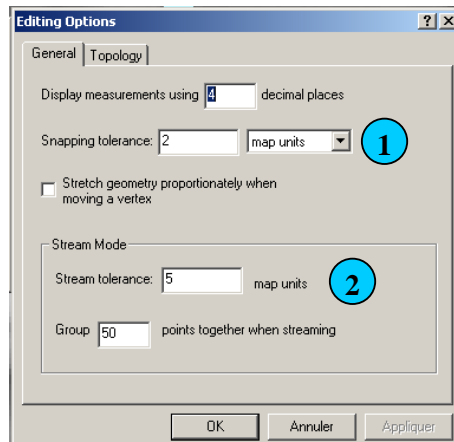 Editing Options
General Topology
Display measurements using 4 decimal places
Snapping tolerance: 2 map units 1
Stretch geometry proportionately when
moving a vertex
Stream Mode
Stream tolerance: 5 map units 2
Group 50 points together when streaming
OK Annuler Appliquer